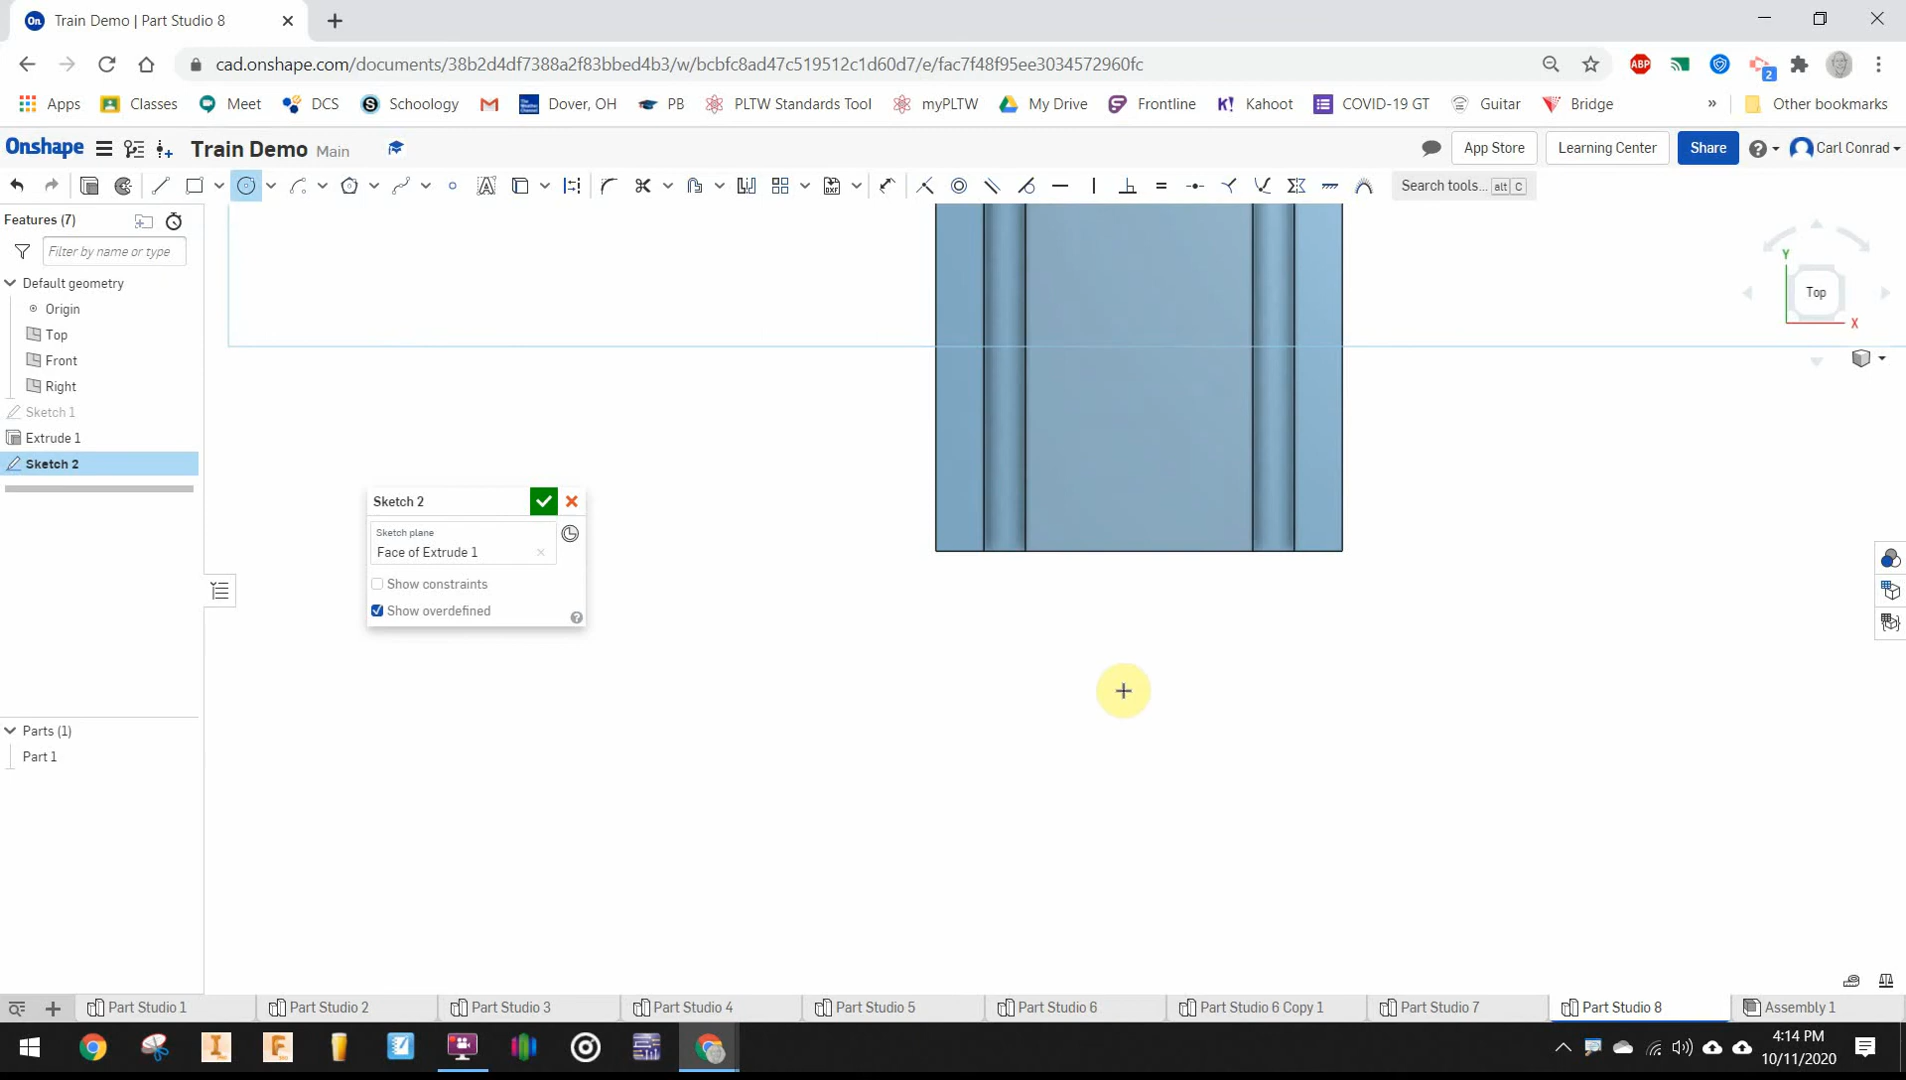 On Train Demo | Part Studio 8
cad.onshape.com/documents/38b2d4df7388a2f83bbed4b3/w/bcbfc8ad47c519512c1d60d7/e/fac7f48f95ee3034572960fc
ABP
2
Apps Classes Meet DCS Schoology Dover, OH PB PLTW Standards Tool myPLTW My Drive Frontline Kahoot COVID-19 GT Guitar Bridge » Other bookmarks
Onshape Train Demo Main App Store Learning Center Share Carl Conrad
Search tools... alt C
Features (7)
Filter by name or type
Default geometry
Origin
Top
Front
Right
Sketch 1
Extrude 1
Sketch 2
Y
Top
X
Sketch 2
Sketch plane
Face of Extrude 1
Show constraints
Show overdefined
Parts (1)
Part 1
Part Studio 1 Part Studio 2 Part Studio 3 Part Studio 4 Part Studio 5 Part Studio 6 Part Studio 6 Copy 1 Part Studio 7 Part Studio 8 Assembly 1
4:14 PM
10/11/2020